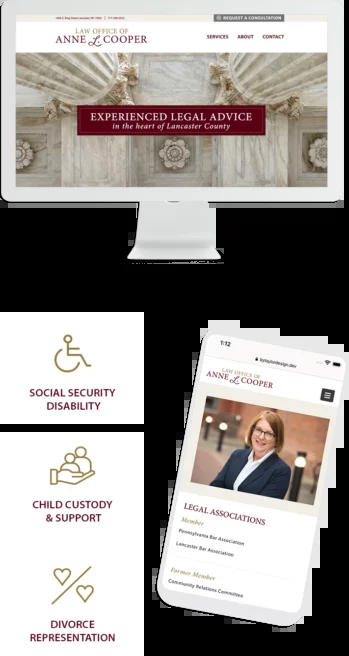 REQUEST A CONSULTATION
LAW OFFICE OF
ANNE L COOPER
SERVICES ABOUT CONTACT
EXPERIENCED LEGAL ADVICE
in the heart of Lancaster County
SOCIAL SECURITY
DISABILITY
CHILD CUSTODY
& SUPPORT
DIVORCE
REPRESENTATION
1:12
bytaylordesign.dev
LAW OFFICE OF
ANNE L COOPER
LEGAL ASSOCIATIONS
Member
Pennsylvania Bar Association
Lancaster Bar Association
Former Member
Community Relations Committee